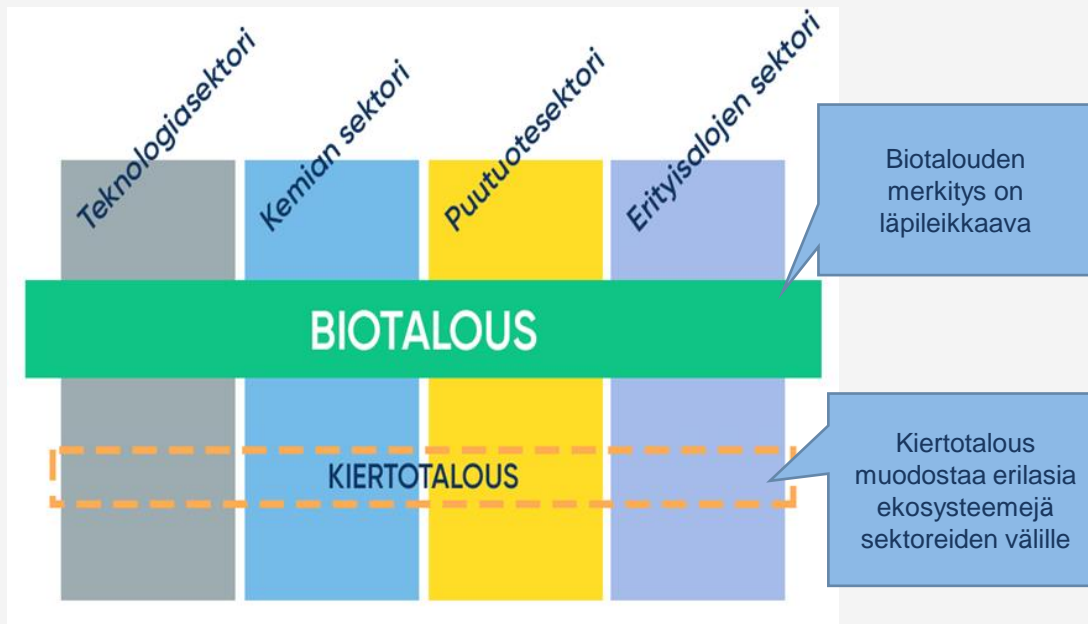 Teknologiasektori
Kemian sektori
Puutuotesektori
Erityisalojen sektori
Biotalouden
merkitys on
läpileikkaava
BIOTALOUS
KIERTOTALOUS
Kiertotalous
muodostaa erilasia
ekosysteemejä
sektoreiden välille